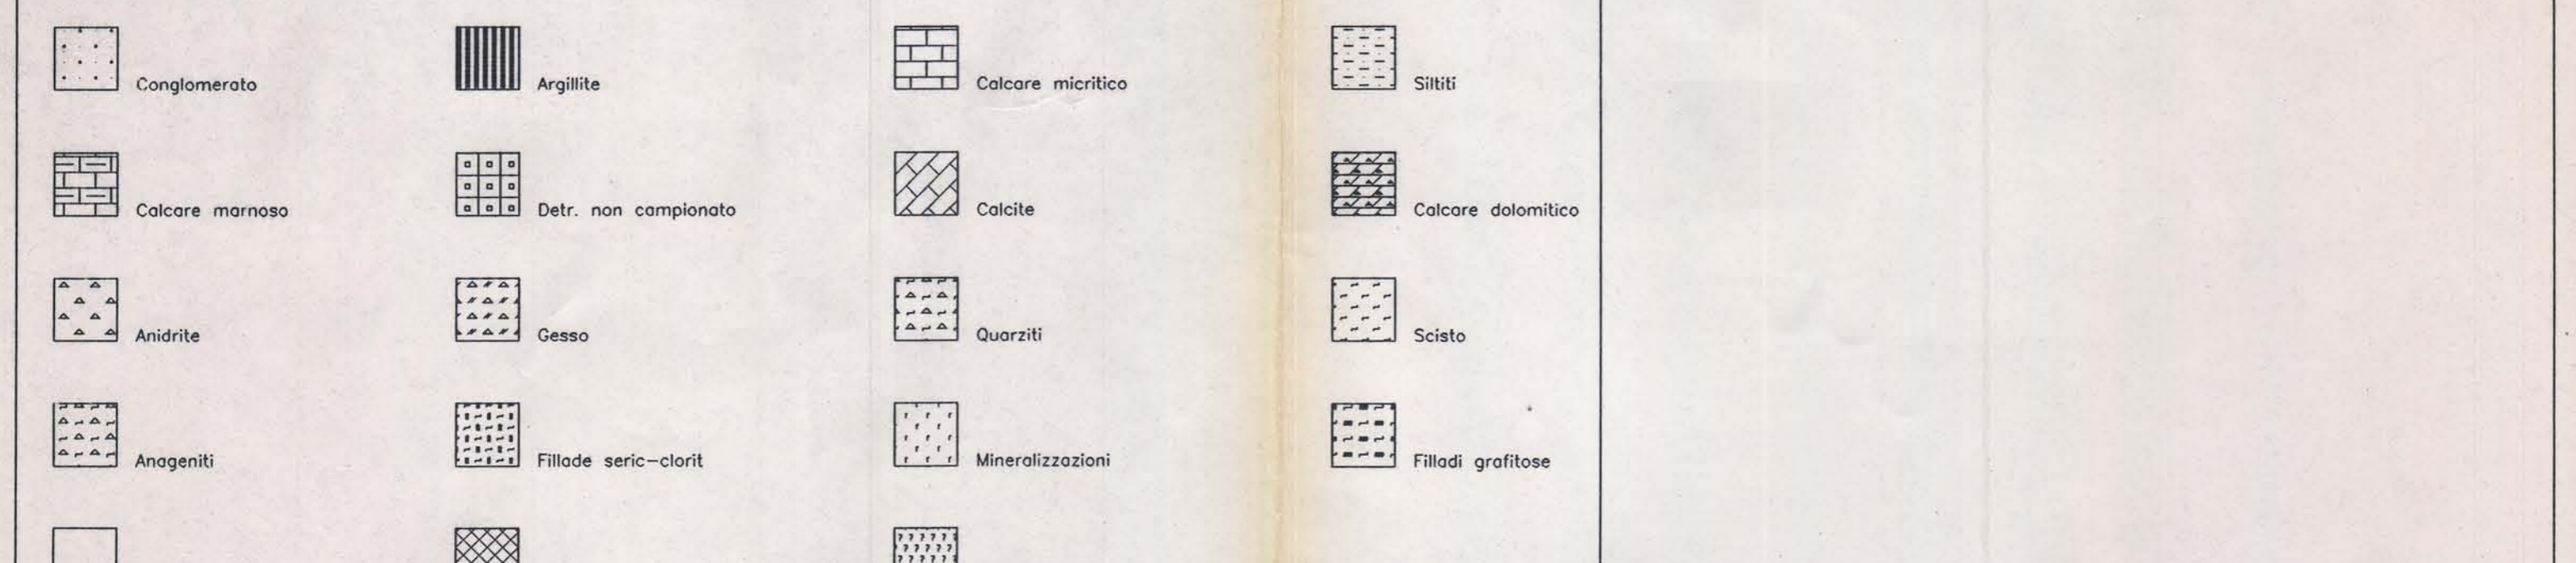 Conglomerato Argillite Calcare micritico Siltiti
Calcare marnoso Detr. non campionato Calcite Calcare dolomitico
Anidrite Gesso Quarziti Scisto
Anageniti Fillade seric-clorit Mineralizzazioni Filladi grafitose